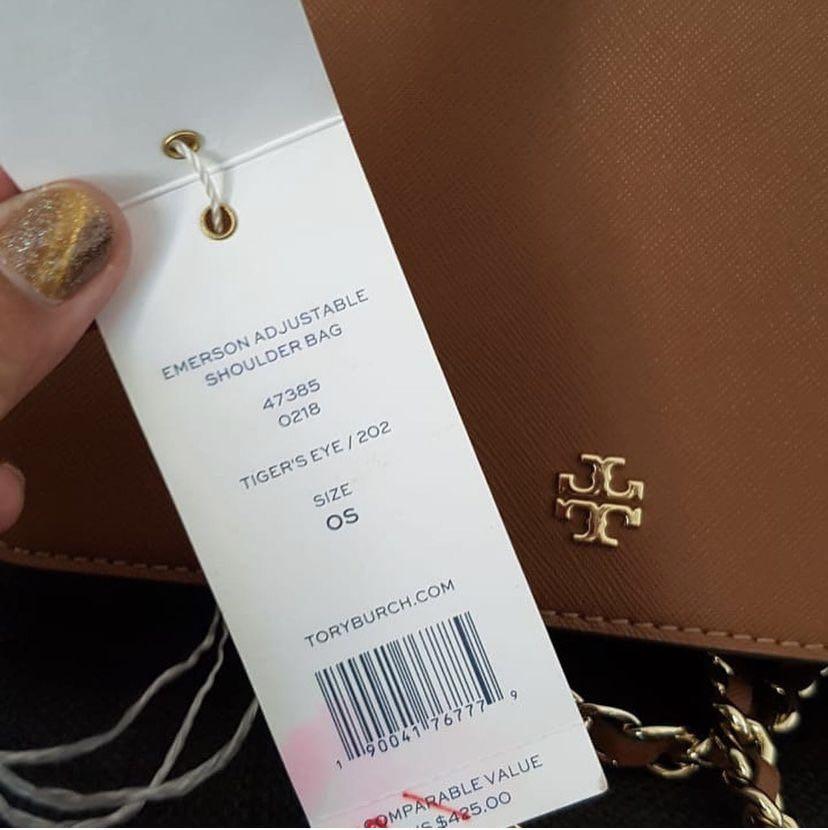 EMERSON ADJUSTABLE
SHOULDER BAG
47385
0218
TIGER'S EYE / 202
SIZE
OS
TORYBURCH.COM
1 90041 76777 9
COMPARABLE VALUE
$425.00